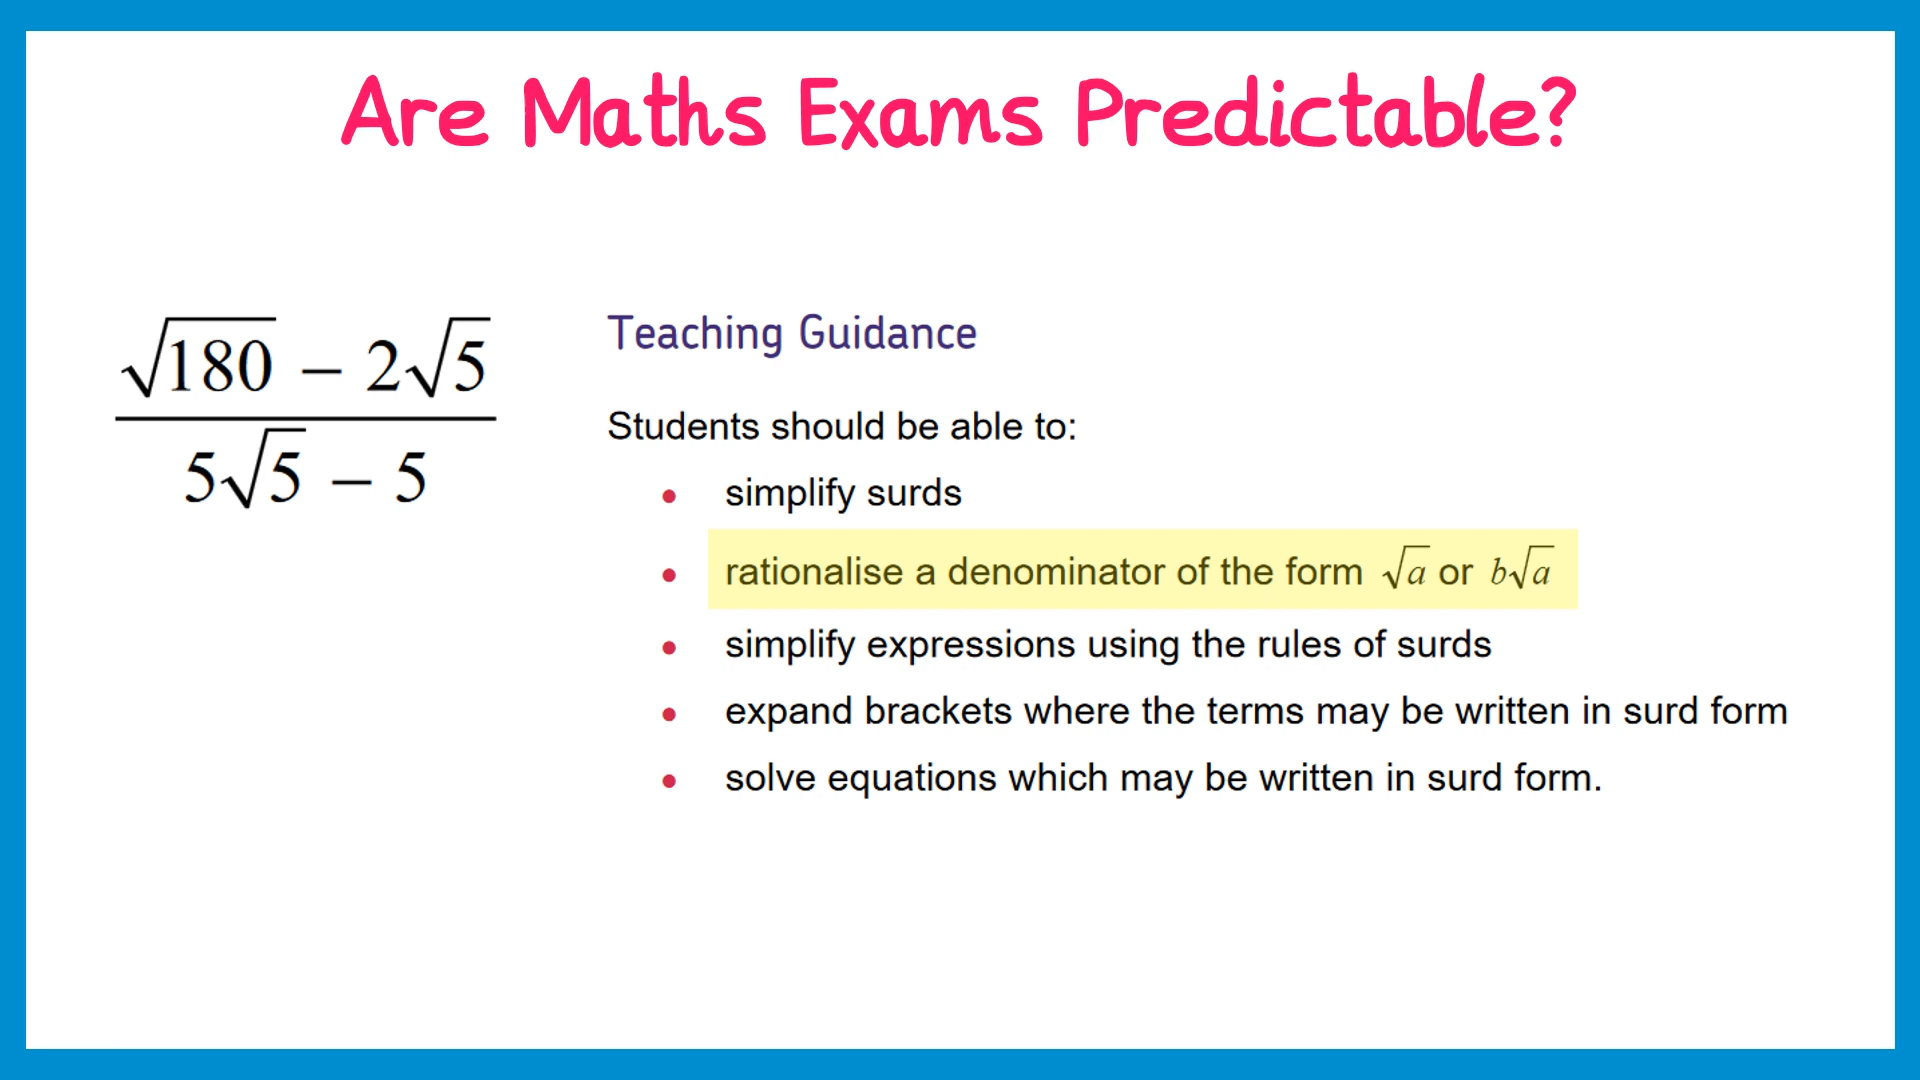 Are Maths Exams Predictable?
√180 − 2√5
5√5 − 5
Teaching Guidance
Students should be able to:
• simplify surds
• rationalise a denominator of the form √a or b√a
• simplify expressions using the rules of surds
• expand brackets where the terms may be written in surd form
• solve equations which may be written in surd form.